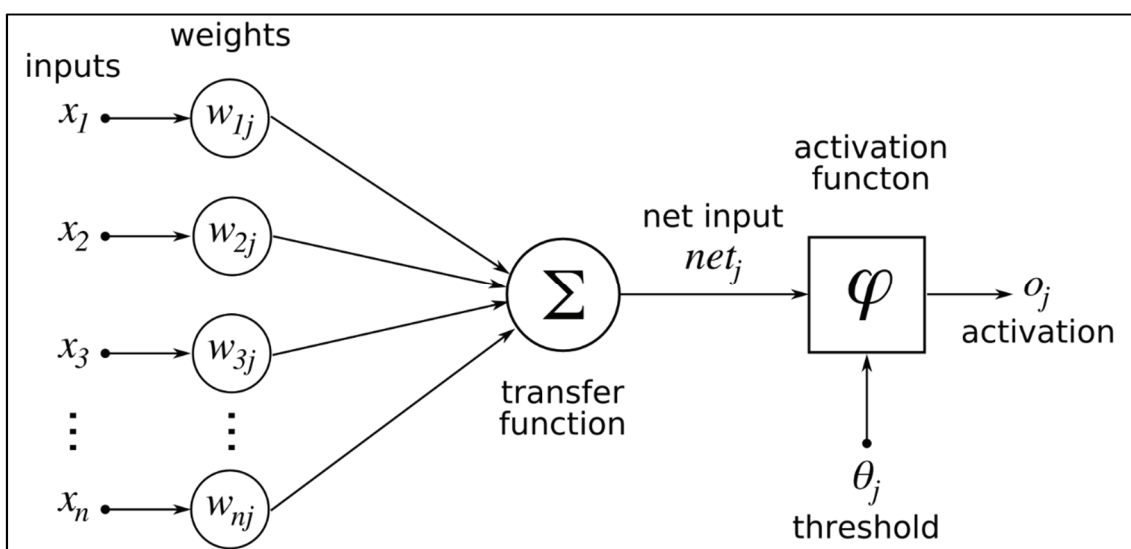 weights
inputs
x1 w1j
activation
functon
x2 w2j
net input
netj
Σ φ oj
activation
x3 w3j
transfer
function
⋮ ⋮
θj
xn wnj
threshold